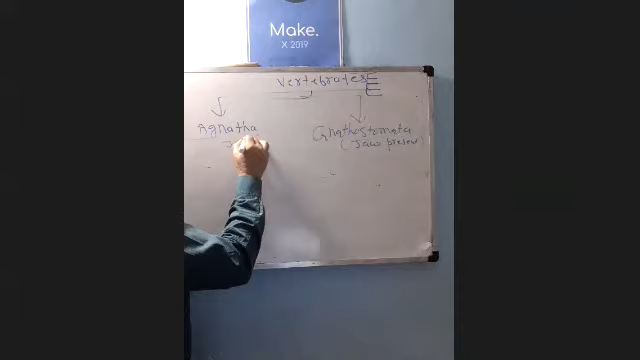 Make.
X 2019
Vertebrates
Agnatha
Gnathostomata
(Jaw present)